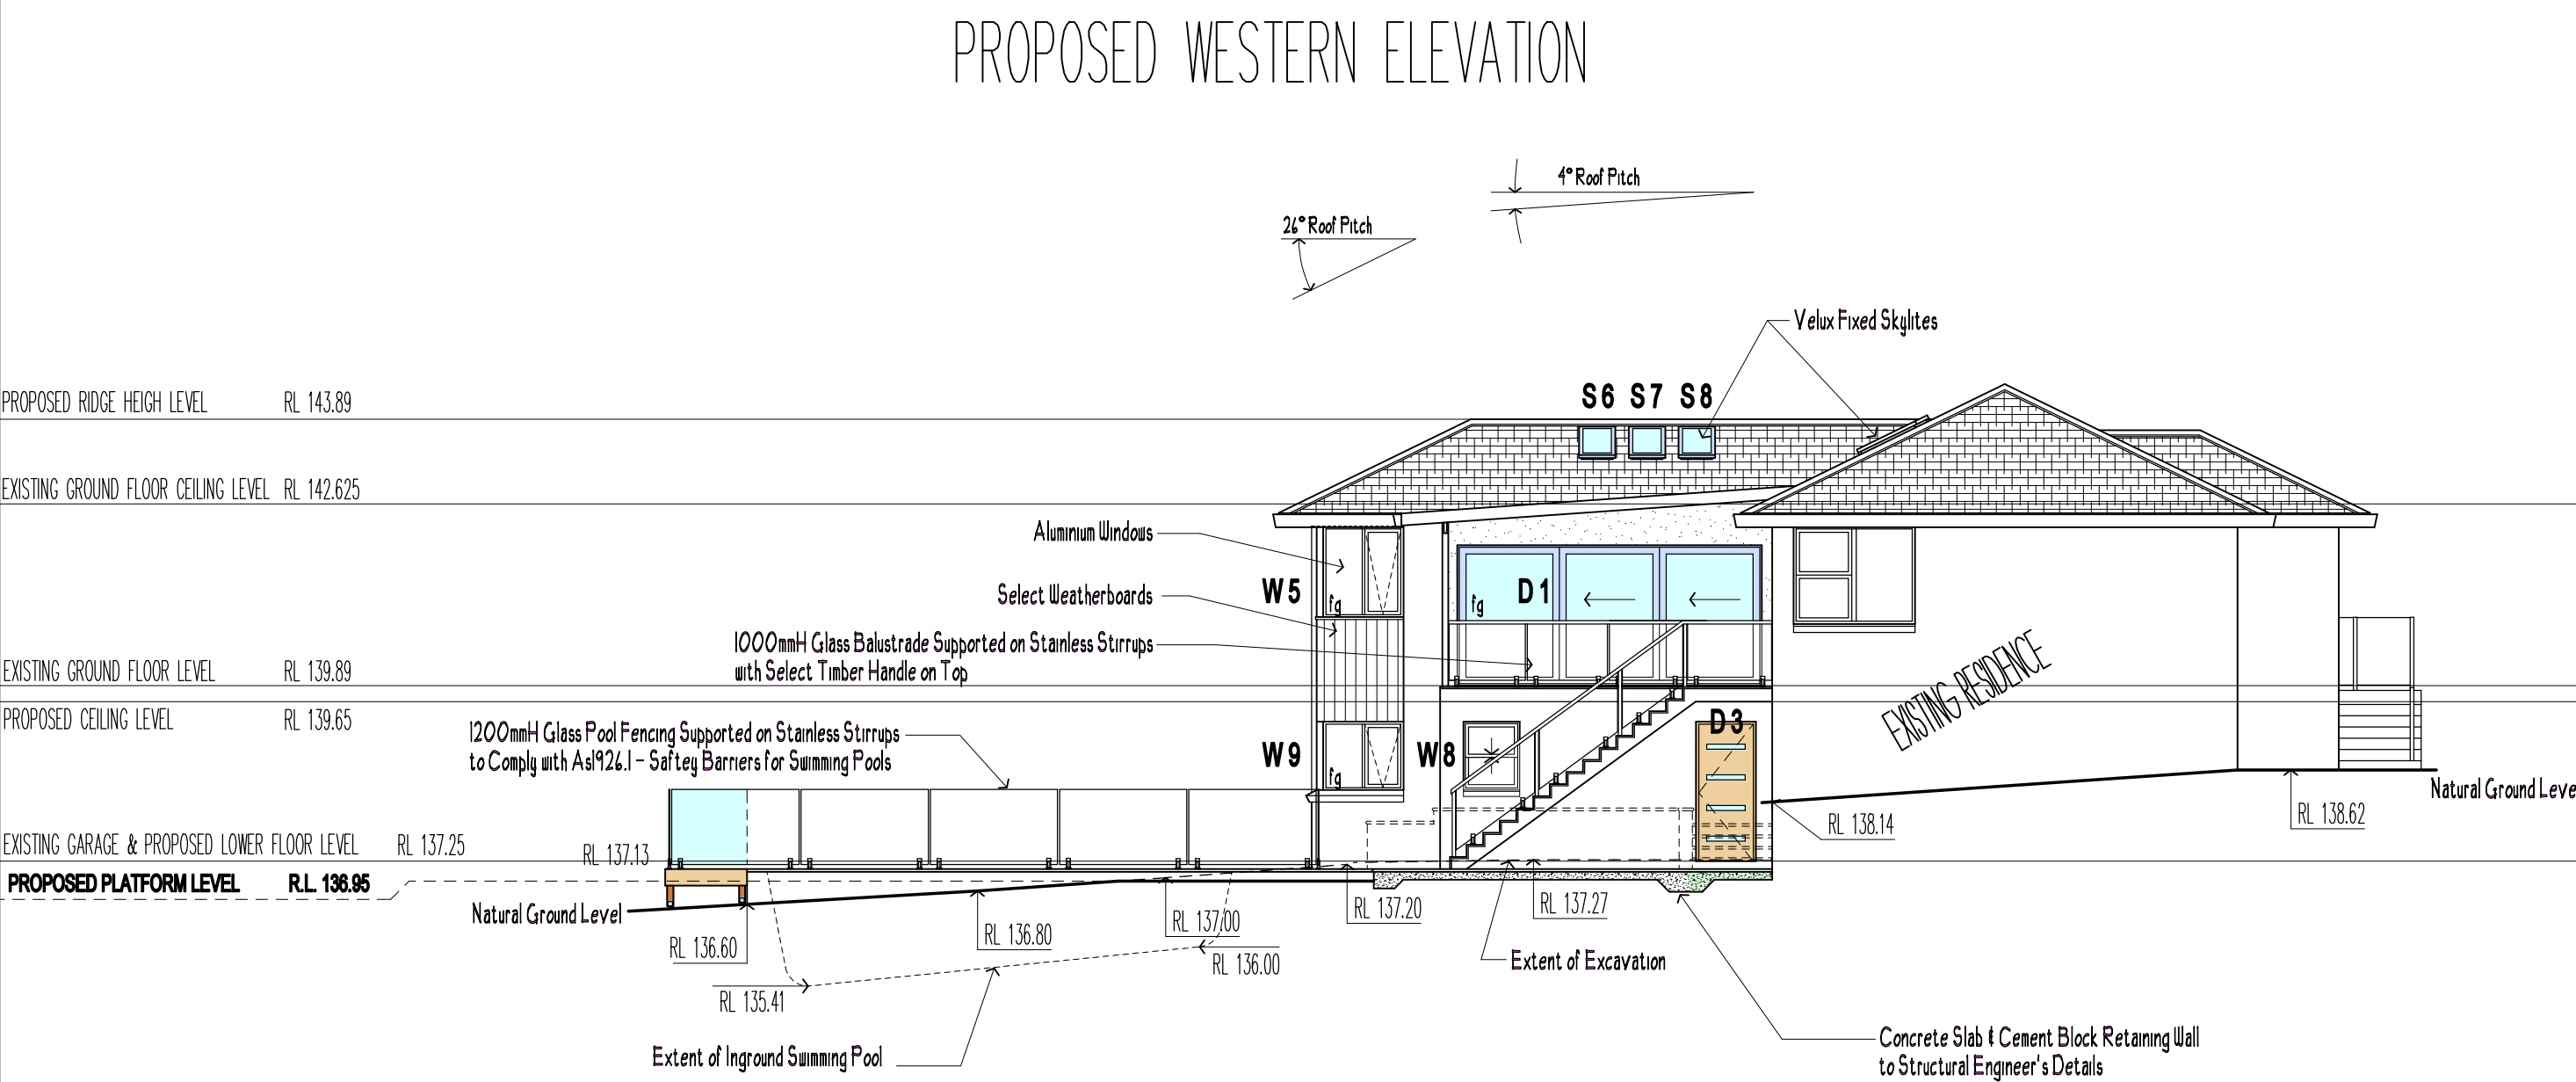 PROPOSED WESTERN ELEVATION
4° Roof Pitch
26° Roof Pitch
Velux Fixed Skylites
PROPOSED RIDGE HEIGH LEVEL RL 143.89
S6 S7 S8
EXISTING GROUND FLOOR CEILING LEVEL RL 142.625
Aluminium Windows
Select Weatherboards
W5
fg
fg
D1
1000mmH Glass Balustrade Supported on Stainless Stirrups
with Select Timber Handle on Top
EXISTING GROUND FLOOR LEVEL RL 139.89
EXISTING RESIDENCE
PROPOSED CEILING LEVEL RL 139.65
1200mmH Glass Pool Fencing Supported on Stainless Stirrups
to Comply with As1926.1 - Saftey Barriers for Swimming Pools
W9
fg
W8
D3
Natural Ground Leve
RL 138.62
RL 138.14
EXISTING GARAGE & PROPOSED LOWER FLOOR LEVEL RL 137.25
RL 137.13
PROPOSED PLATFORM LEVEL R.L. 136.95
Natural Ground Level
RL 136.60
RL 136.80
RL 137.00
RL 137.20
RL 137.27
RL 136.00
Extent of Excavation
RL 135.41
Extent of Inground Swimming Pool
Concrete Slab & Cement Block Retaining Wall
to Structural Engineer's Details